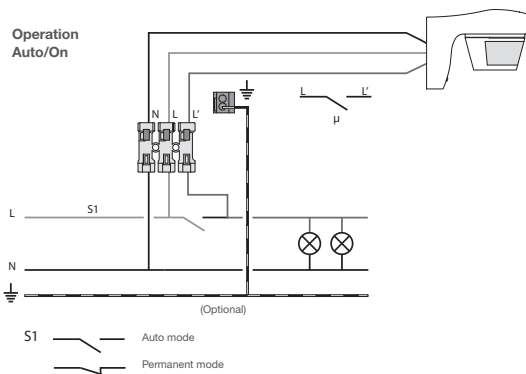 Operation
Auto/On
N L L'
L L'
µ
L S1
N
(Optional)
S1 Auto mode
Permanent mode